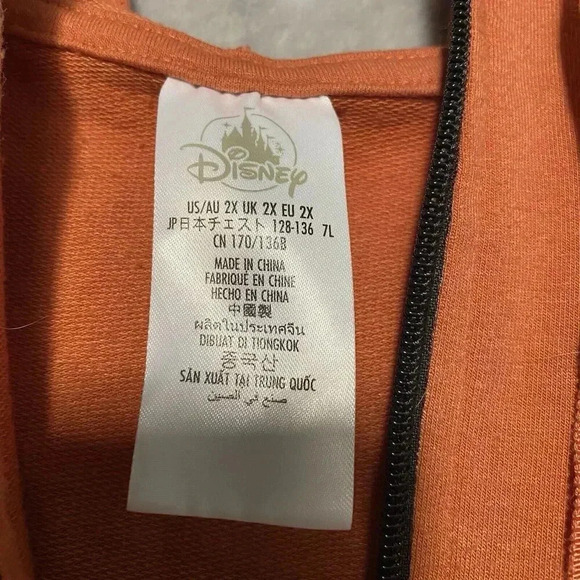 Disney
US/AU 2X UK 2X EU 2X
JP日本チェスト 128-136 7L
CN 170/136B
MADE IN CHINA
FABRIQUÉ EN CHINE
HECHO EN CHINA
中國製
ผลิตในประเทศจีน
DIBUAT DI TIONGKOK
중국산
SẢN XUẤT TẠI TRUNG QUỐC
صنع في الصين